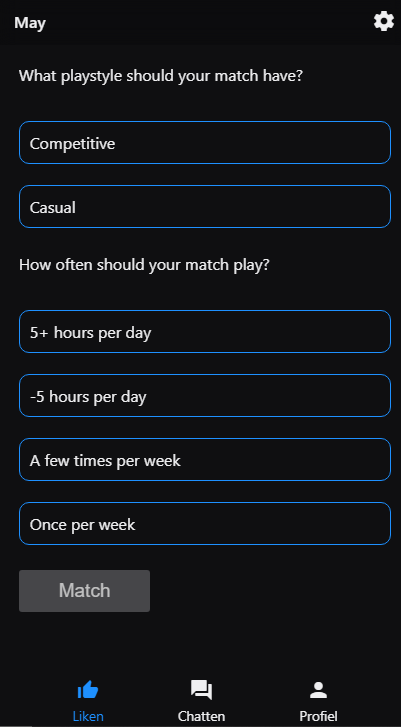 May
What playstyle should your match have?
Competitive
Casual
How often should your match play?
5+ hours per day
-5 hours per day
A few times per week
Once per week
Match
Liken Chatten Profiel